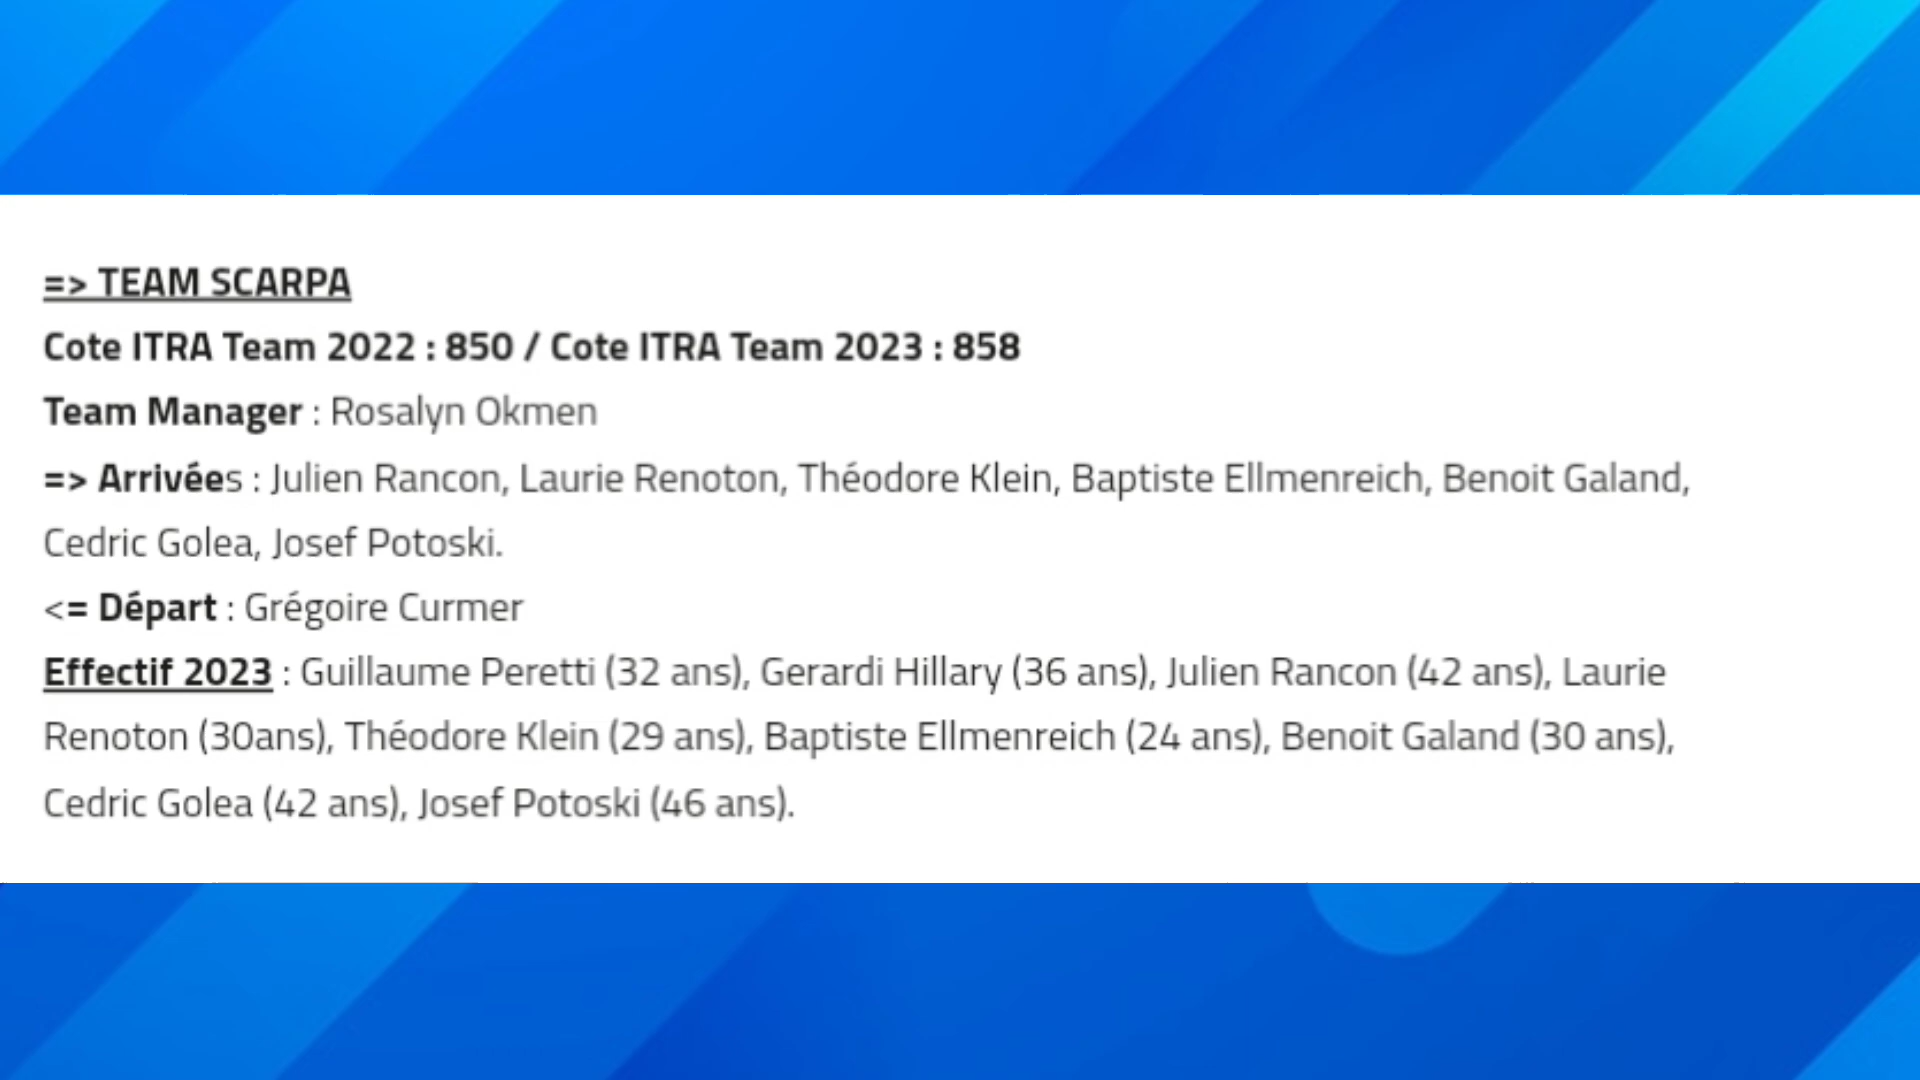 => TEAM SCARPA
Cote ITRA Team 2022 : 850 / Cote ITRA Team 2023 : 858
Team Manager : Rosalyn Okmen
=> Arrivées : Julien Rancon, Laurie Renoton, Théodore Klein, Baptiste Ellmenreich, Benoit Galand,
Cedric Golea, Josef Potoski.
<= Départ : Grégoire Curmer
Effectif 2023 : Guillaume Peretti (32 ans), Gerardi Hillary (36 ans), Julien Rancon (42 ans), Laurie
Renoton (30ans), Théodore Klein (29 ans), Baptiste Ellmenreich (24 ans), Benoit Galand (30 ans),
Cedric Golea (42 ans), Josef Potoski (46 ans).